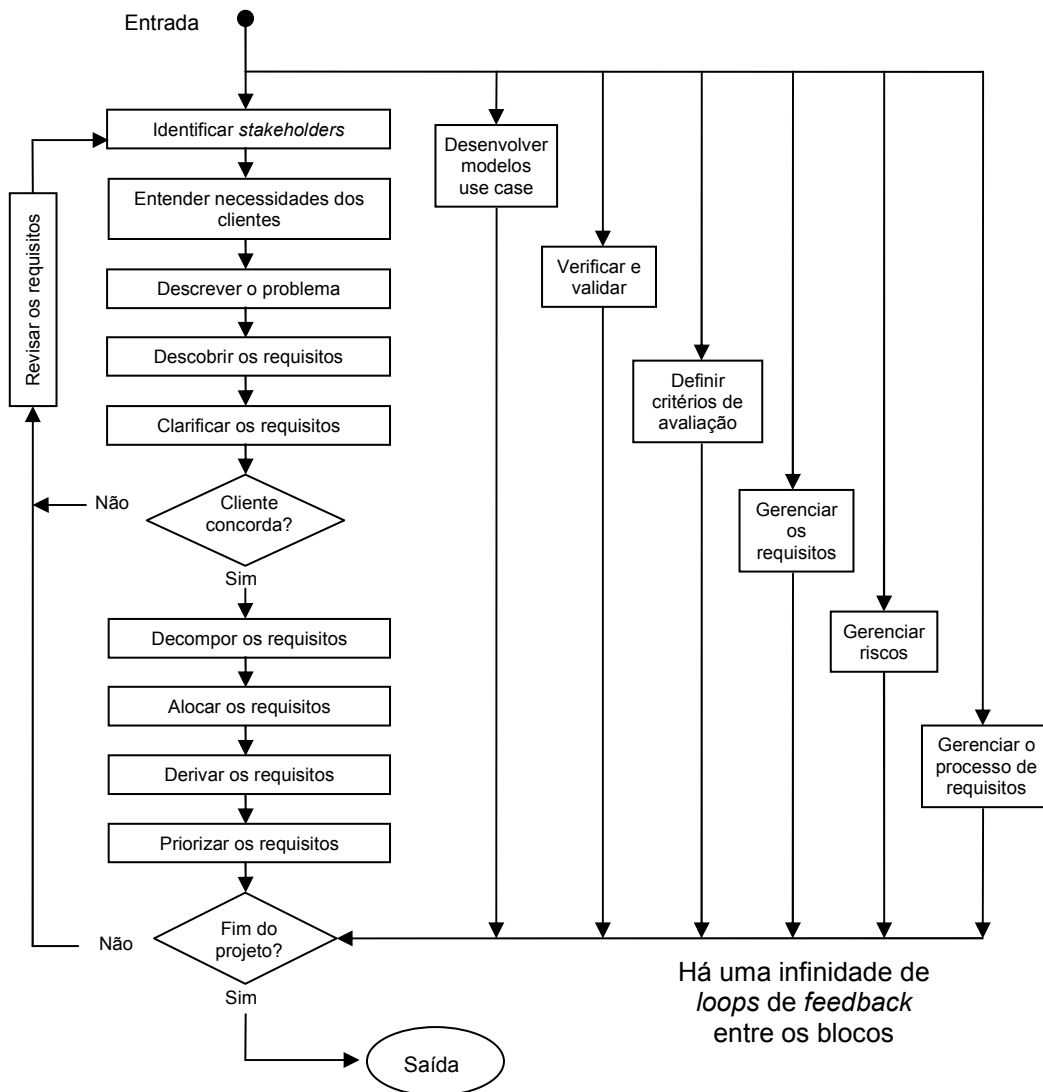 Entrada
Identificar stakeholders
Entender necessidades dos
clientes
Descrever o problema
Descobrir os requisitos
Clarificar os requisitos
Cliente
concorda?
Não
Sim
Revisar os requisitos
Decompor os requisitos
Alocar os requisitos
Derivar os requisitos
Priorizar os requisitos
Fim do
projeto?
Não
Sim
Saída
Desenvolver
modelos
use case
Verificar e
validar
Definir
critérios de
avaliação
Gerenciar
os
requisitos
Gerenciar
riscos
Gerenciar o
processo de
requisitos
Há uma infinidade de
loops de feedback
entre os blocos